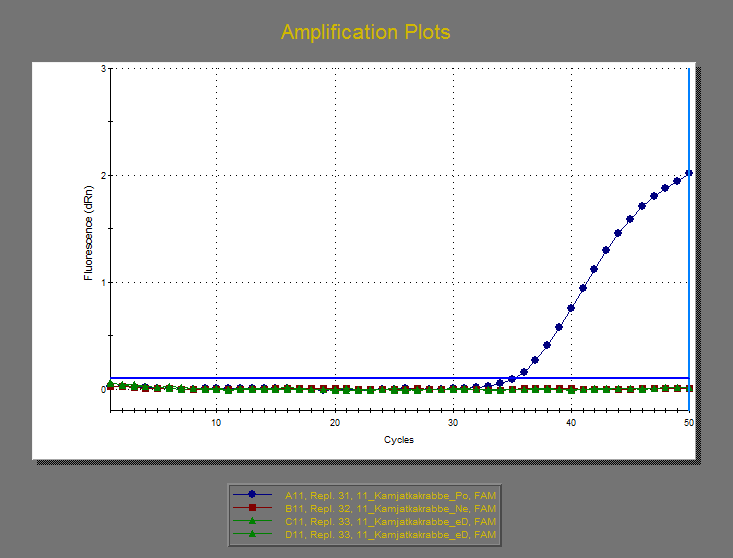 Amplification Plots
3
2
1
0
Fluorescence (dRn)
10
20
30
40
50
Cycles
A11, Repl. 31, 11_Kamjatkakrabbe_Po, FAM
B11, Repl. 32, 11_Kamjatkakrabbe_Ne, FAM
C11, Repl. 33, 11_Kamjatkakrabbe_eD, FAM
D11, Repl. 33, 11_Kamjatkakrabbe_eD, FAM